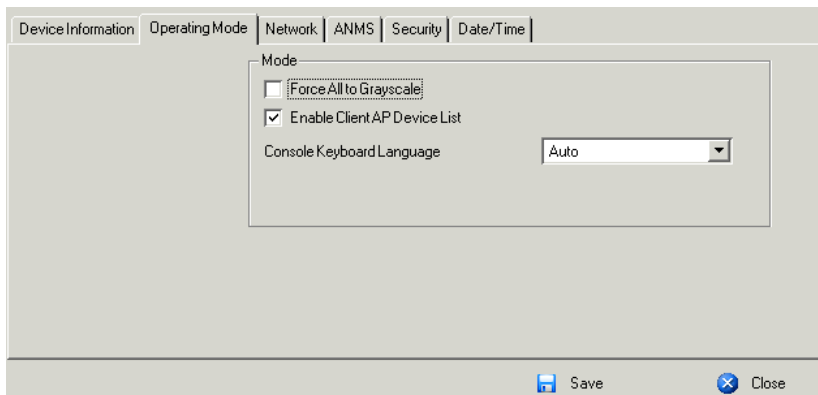 Device Information Operating Mode Network ANMS Security Date/Time
Mode
Force All to Grayscale
Enable Client AP Device List
Console Keyboard Language Auto
Save Close